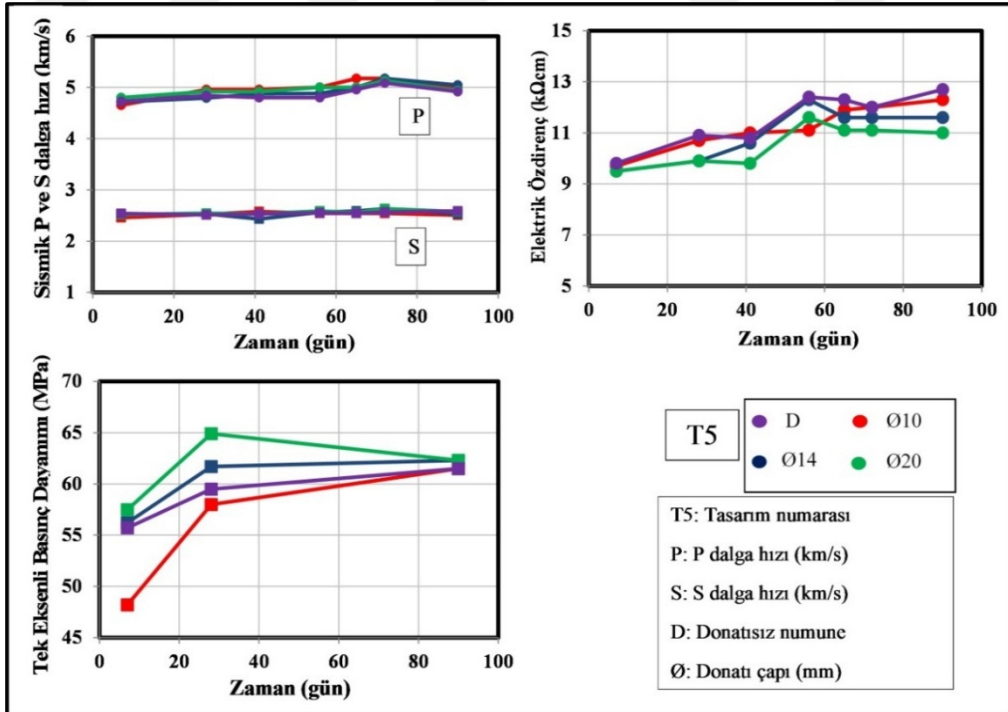 Sismik P ve S dalga hızı (km/s)
6
5
4
3
2
1
P
S
0
20
40
60
80
100
Zaman (gün)
Elektrik Özdirenç (kΩcm)
15
13
11
9
7
5
0
20
40
60
80
100
Zaman (gün)
Tek Eksenli Basınç Dayanımı (MPa)
70
65
60
55
50
45
0
20
40
60
80
100
Zaman (gün)
T5
D
Ø10
Ø14
Ø20
T5: Tasarım numarası
P: P dalga hızı (km/s)
S: S dalga hızı (km/s)
D: Donatısız numune
Ø: Donatı çapı (mm)